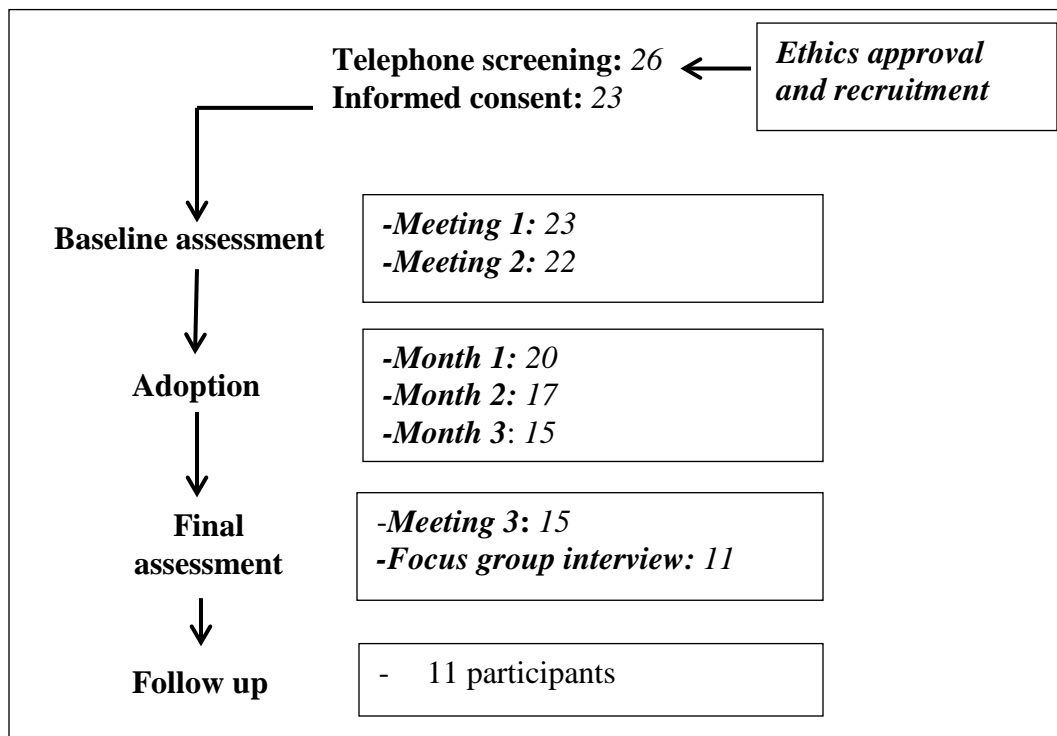 Telephone screening: 26
Informed consent: 23
Ethics approval
and recruitment
Baseline assessment
-Meeting 1: 23
-Meeting 2: 22
Adoption
-Month 1: 20
-Month 2: 17
-Month 3: 15
Final
assessment
-Meeting 3: 15
-Focus group interview: 11
Follow up
- 11 participants